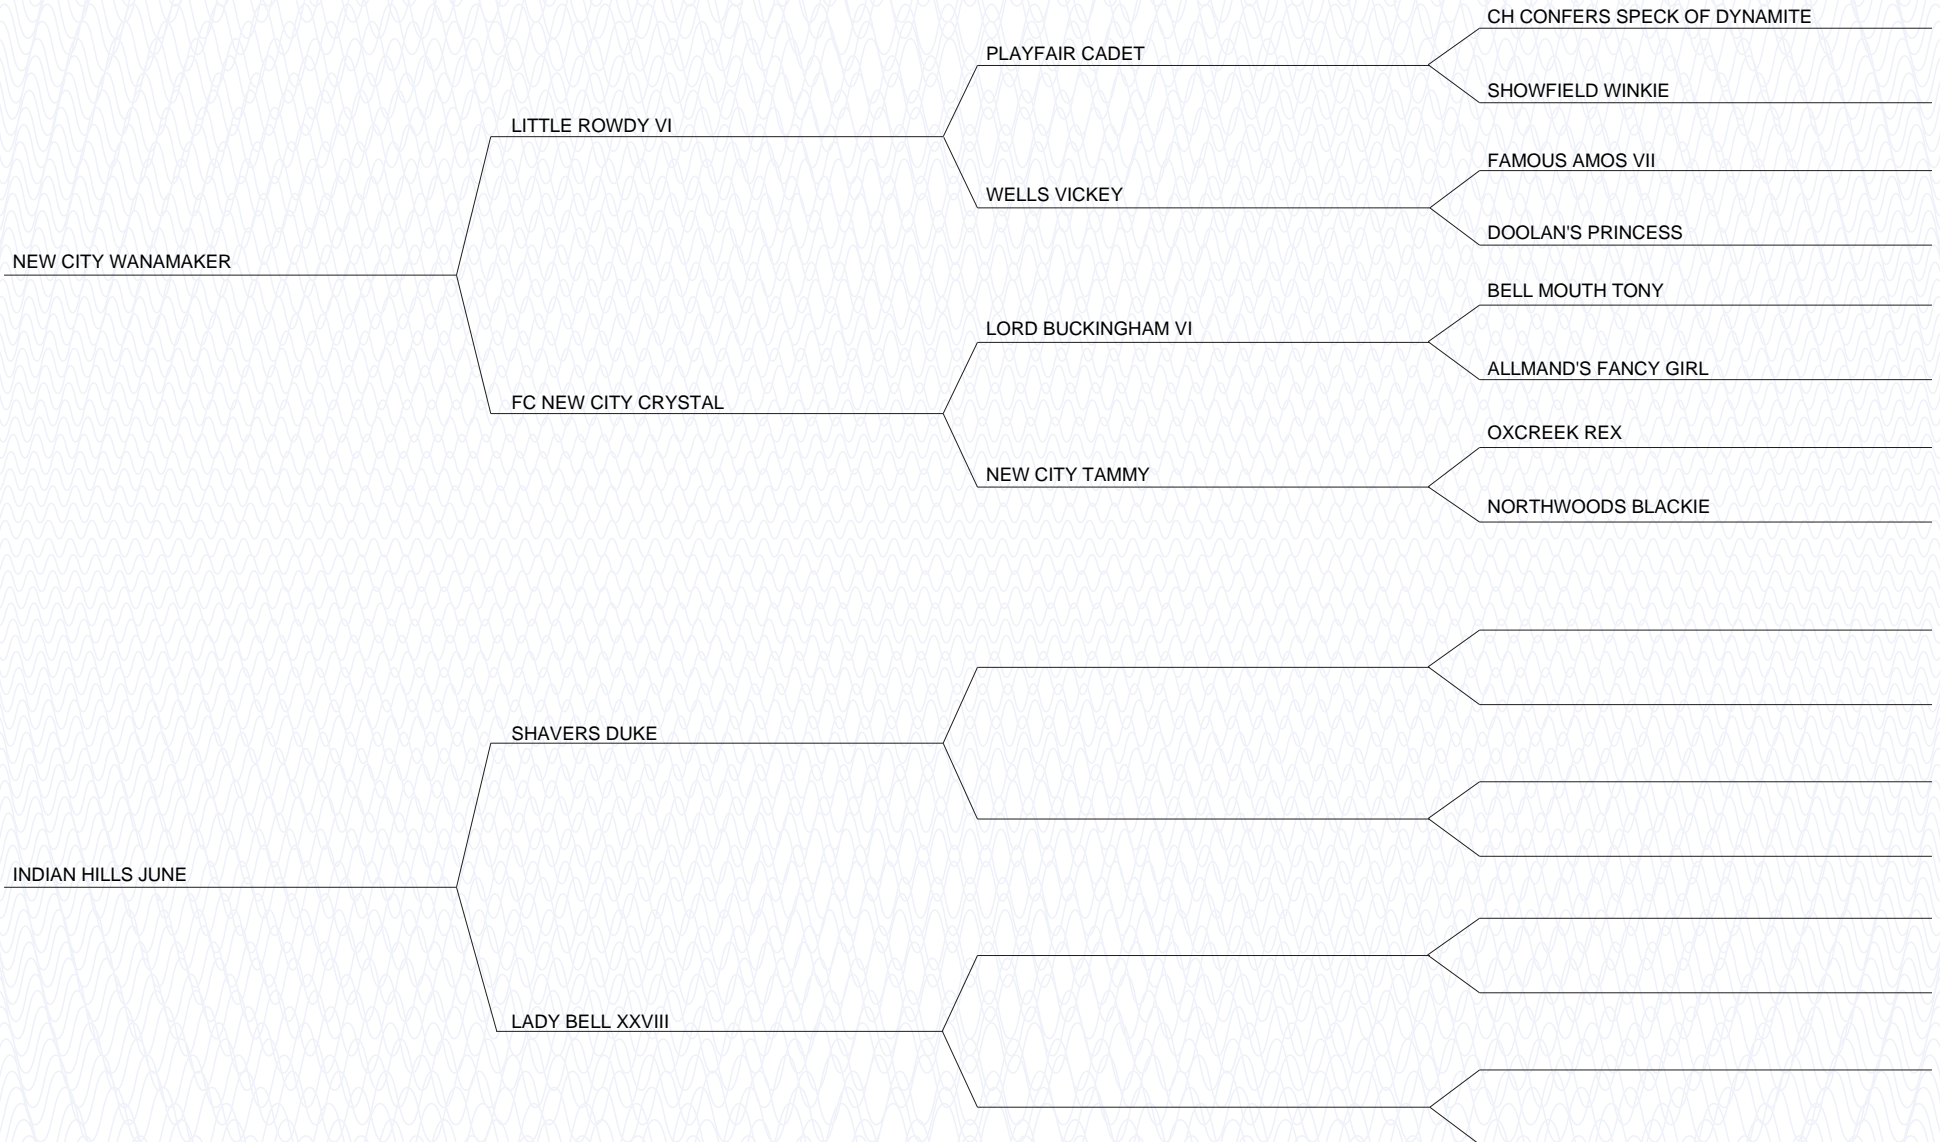 CH CONFERS SPECK OF DYNAMITE
PLAYFAIR CADET
SHOWFIELD WINKIE
LITTLE ROWDY VI
FAMOUS AMOS VII
WELLS VICKEY
DOOLAN'S PRINCESS
NEW CITY WANAMAKER
BELL MOUTH TONY
LORD BUCKINGHAM VI
ALLMAND'S FANCY GIRL
FC NEW CITY CRYSTAL
OXCREEK REX
NEW CITY TAMMY
NORTHWOODS BLACKIE
SHAVERS DUKE
INDIAN HILLS JUNE
LADY BELL XXVIII